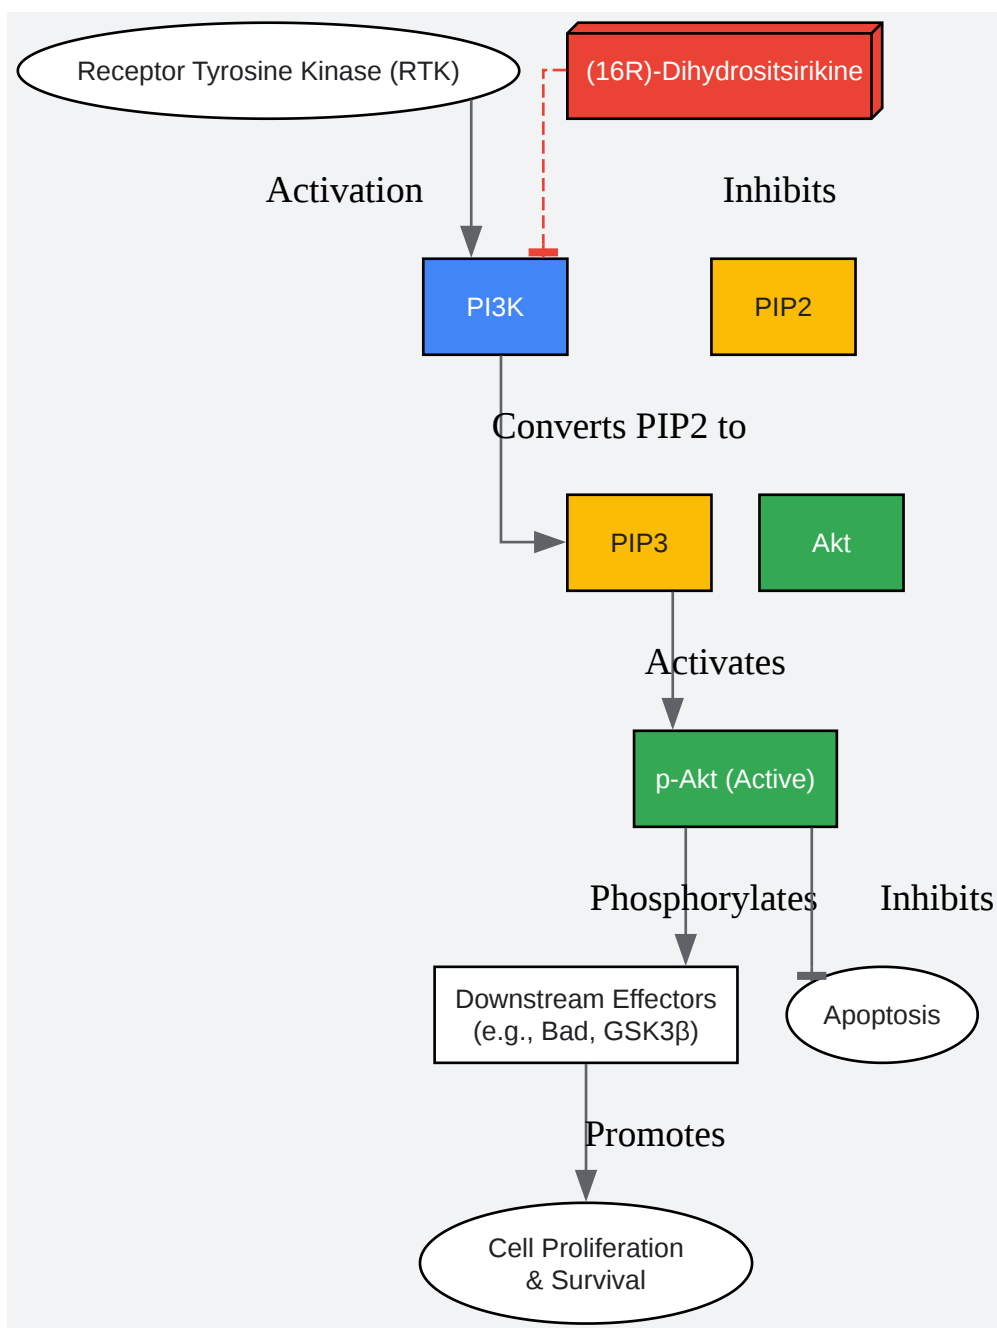 Receptor Tyrosine Kinase (RTK)
(16R)-Dihydrositsirikine
Activation
Inhibits
PI3K
PIP2
Converts PIP2 to
PIP3
Akt
Activates
p-Akt (Active)
Phosphorylates
Inhibits
Downstream Effectors
(e.g., Bad, GSK3β)
Apoptosis
Promotes
Cell Proliferation
& Survival